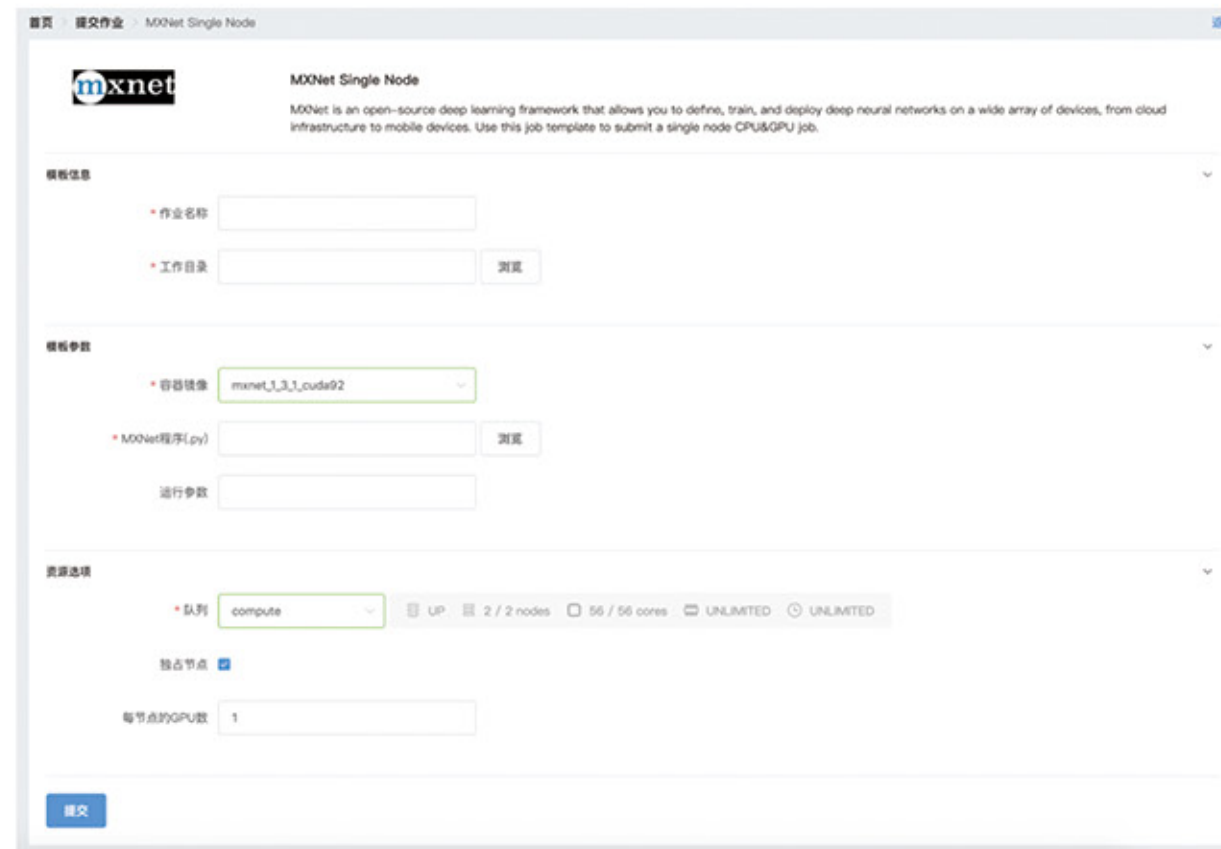 首页 > 提交作业 > MXNet Single Node
mxnet
MXNet Single Node
MXNet is an open-source deep learning framework that allows you to define, train, and deploy deep neural networks on a wide array of devices, from cloud
infrastructure to mobile devices. Use this job template to submit a single node CPU&GPU job.
模板信息
* 作业名称
* 工作目录 浏览
模板参数
* 容器镜像 mxnet_1_3_1_cuda92
* MXNet程序(.py) 浏览
运行参数
资源选项
* 队列 compute UP 2 / 2 nodes 56 / 56 cores UNLIMITED UNLIMITED
独占节点
每节点的GPU数 1
提交